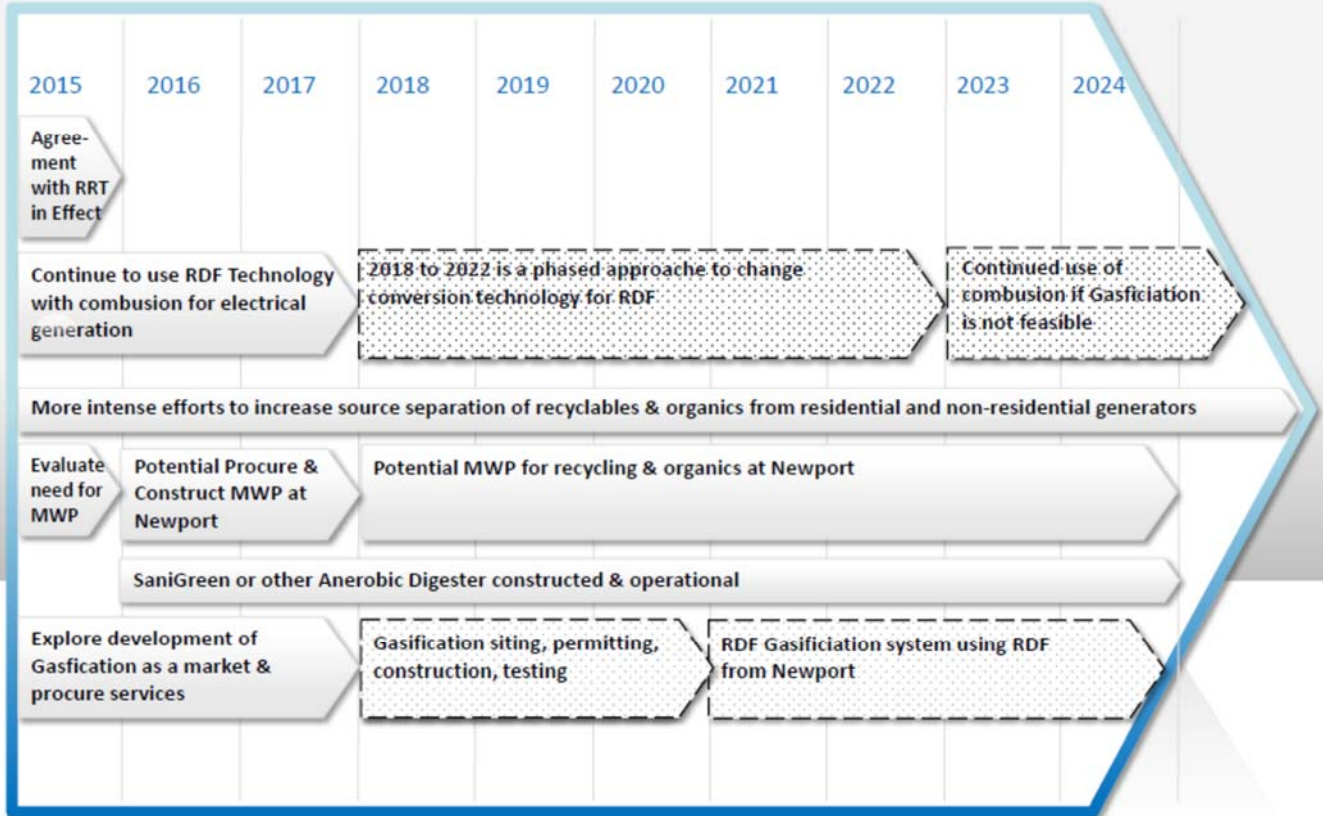 2015 2016 2017 2018 2019 2020 2021 2022 2023 2024
Agree-
ment
with RRT
in Effect
Continue to use RDF Technology
with combusion for electrical
generation
2018 to 2022 is a phased approache to change
conversion technology for RDF
Continued use of
combusion if Gasficiation
is not feasible
More intense efforts to increase source separation of recyclables & organics from residential and non-residential generators
Evaluate
need for
MWP
Potential Procure &
Construct MWP at
Newport
Potential MWP for recycling & organics at Newport
SaniGreen or other Anerobic Digester constructed & operational
Explore development of
Gasfication as a market &
procure services
Gasification siting, permitting,
construction, testing
RDF Gasificiation system using RDF
from Newport